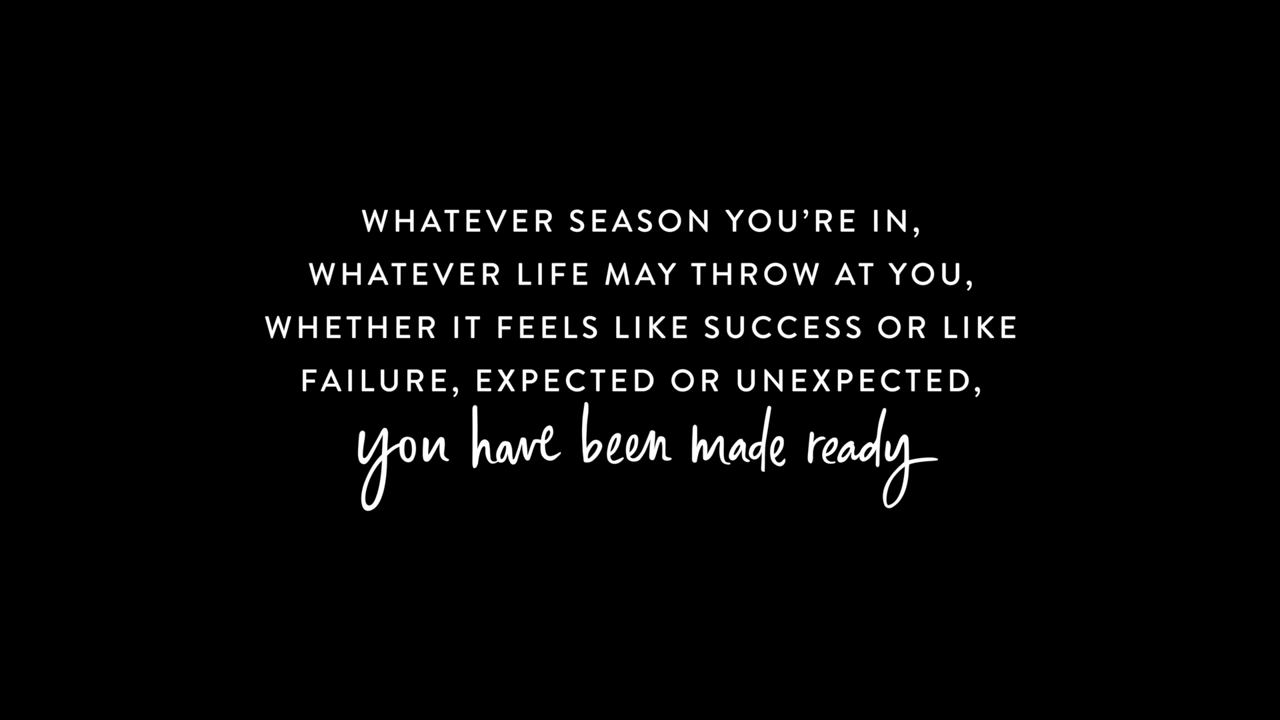 WHATEVER SEASON YOU’RE IN,
WHATEVER LIFE MAY THROW AT YOU,
WHETHER IT FEELS LIKE SUCCESS OR LIKE
FAILURE, EXPECTED OR UNEXPECTED,
you have been made ready